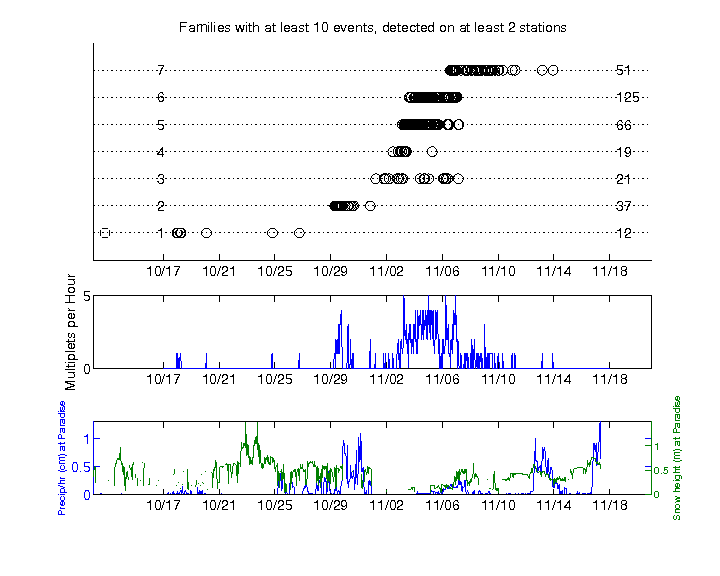 Families with at least 10 events, detected on at least 2 stations
7 51
6 125
5 66
4 19
3 21
2 37
1 12
10/17 10/21 10/25 10/29 11/02 11/06 11/10 11/14 11/18
Multiplets per Hour
5
0
10/17 10/21 10/25 10/29 11/02 11/06 11/10 11/14 11/18
Precip/hr (cm) at Paradise
1
0.5
0
Snow height (m) at Paradise
1
0.5
0
10/17 10/21 10/25 10/29 11/02 11/06 11/10 11/14 11/18